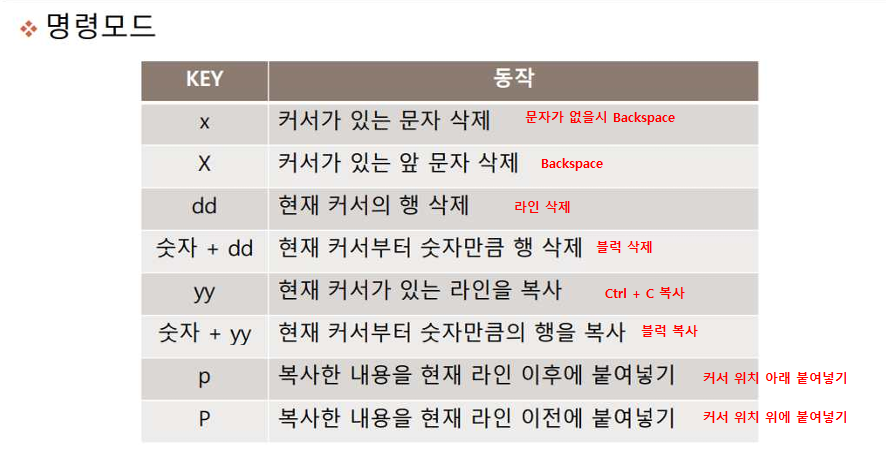 명령모드
KEY 동작
x 커서가 있는 문자 삭제 문자가 없을시 Backspace
X 커서가 있는 앞 문자 삭제 Backspace
dd 현재 커서의 행 삭제 라인 삭제
숫자 + dd 현재 커서부터 숫자만큼 행 삭제 블럭 삭제
yy 현재 커서가 있는 라인을 복사 Ctrl + C 복사
숫자 + yy 현재 커서부터 숫자만큼의 행을 복사 블럭 복사
p 복사한 내용을 현재 라인 이후에 붙여넣기 커서 위치 아래 붙여넣기
P 복사한 내용을 현재 라인 이전에 붙여넣기 커서 위치 위에 붙여넣기